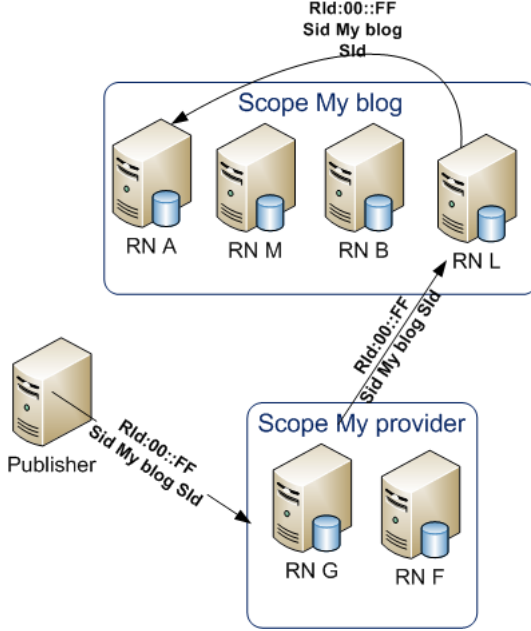 RId:00::FF
Sid My blog
SId
Scope My blog
RN A
RN M
RN B
RN L
RId:00::FF
Sid My blog SId
Publisher
RId:00::FF
Sid My blog SId
Scope My provider
RN G
RN F